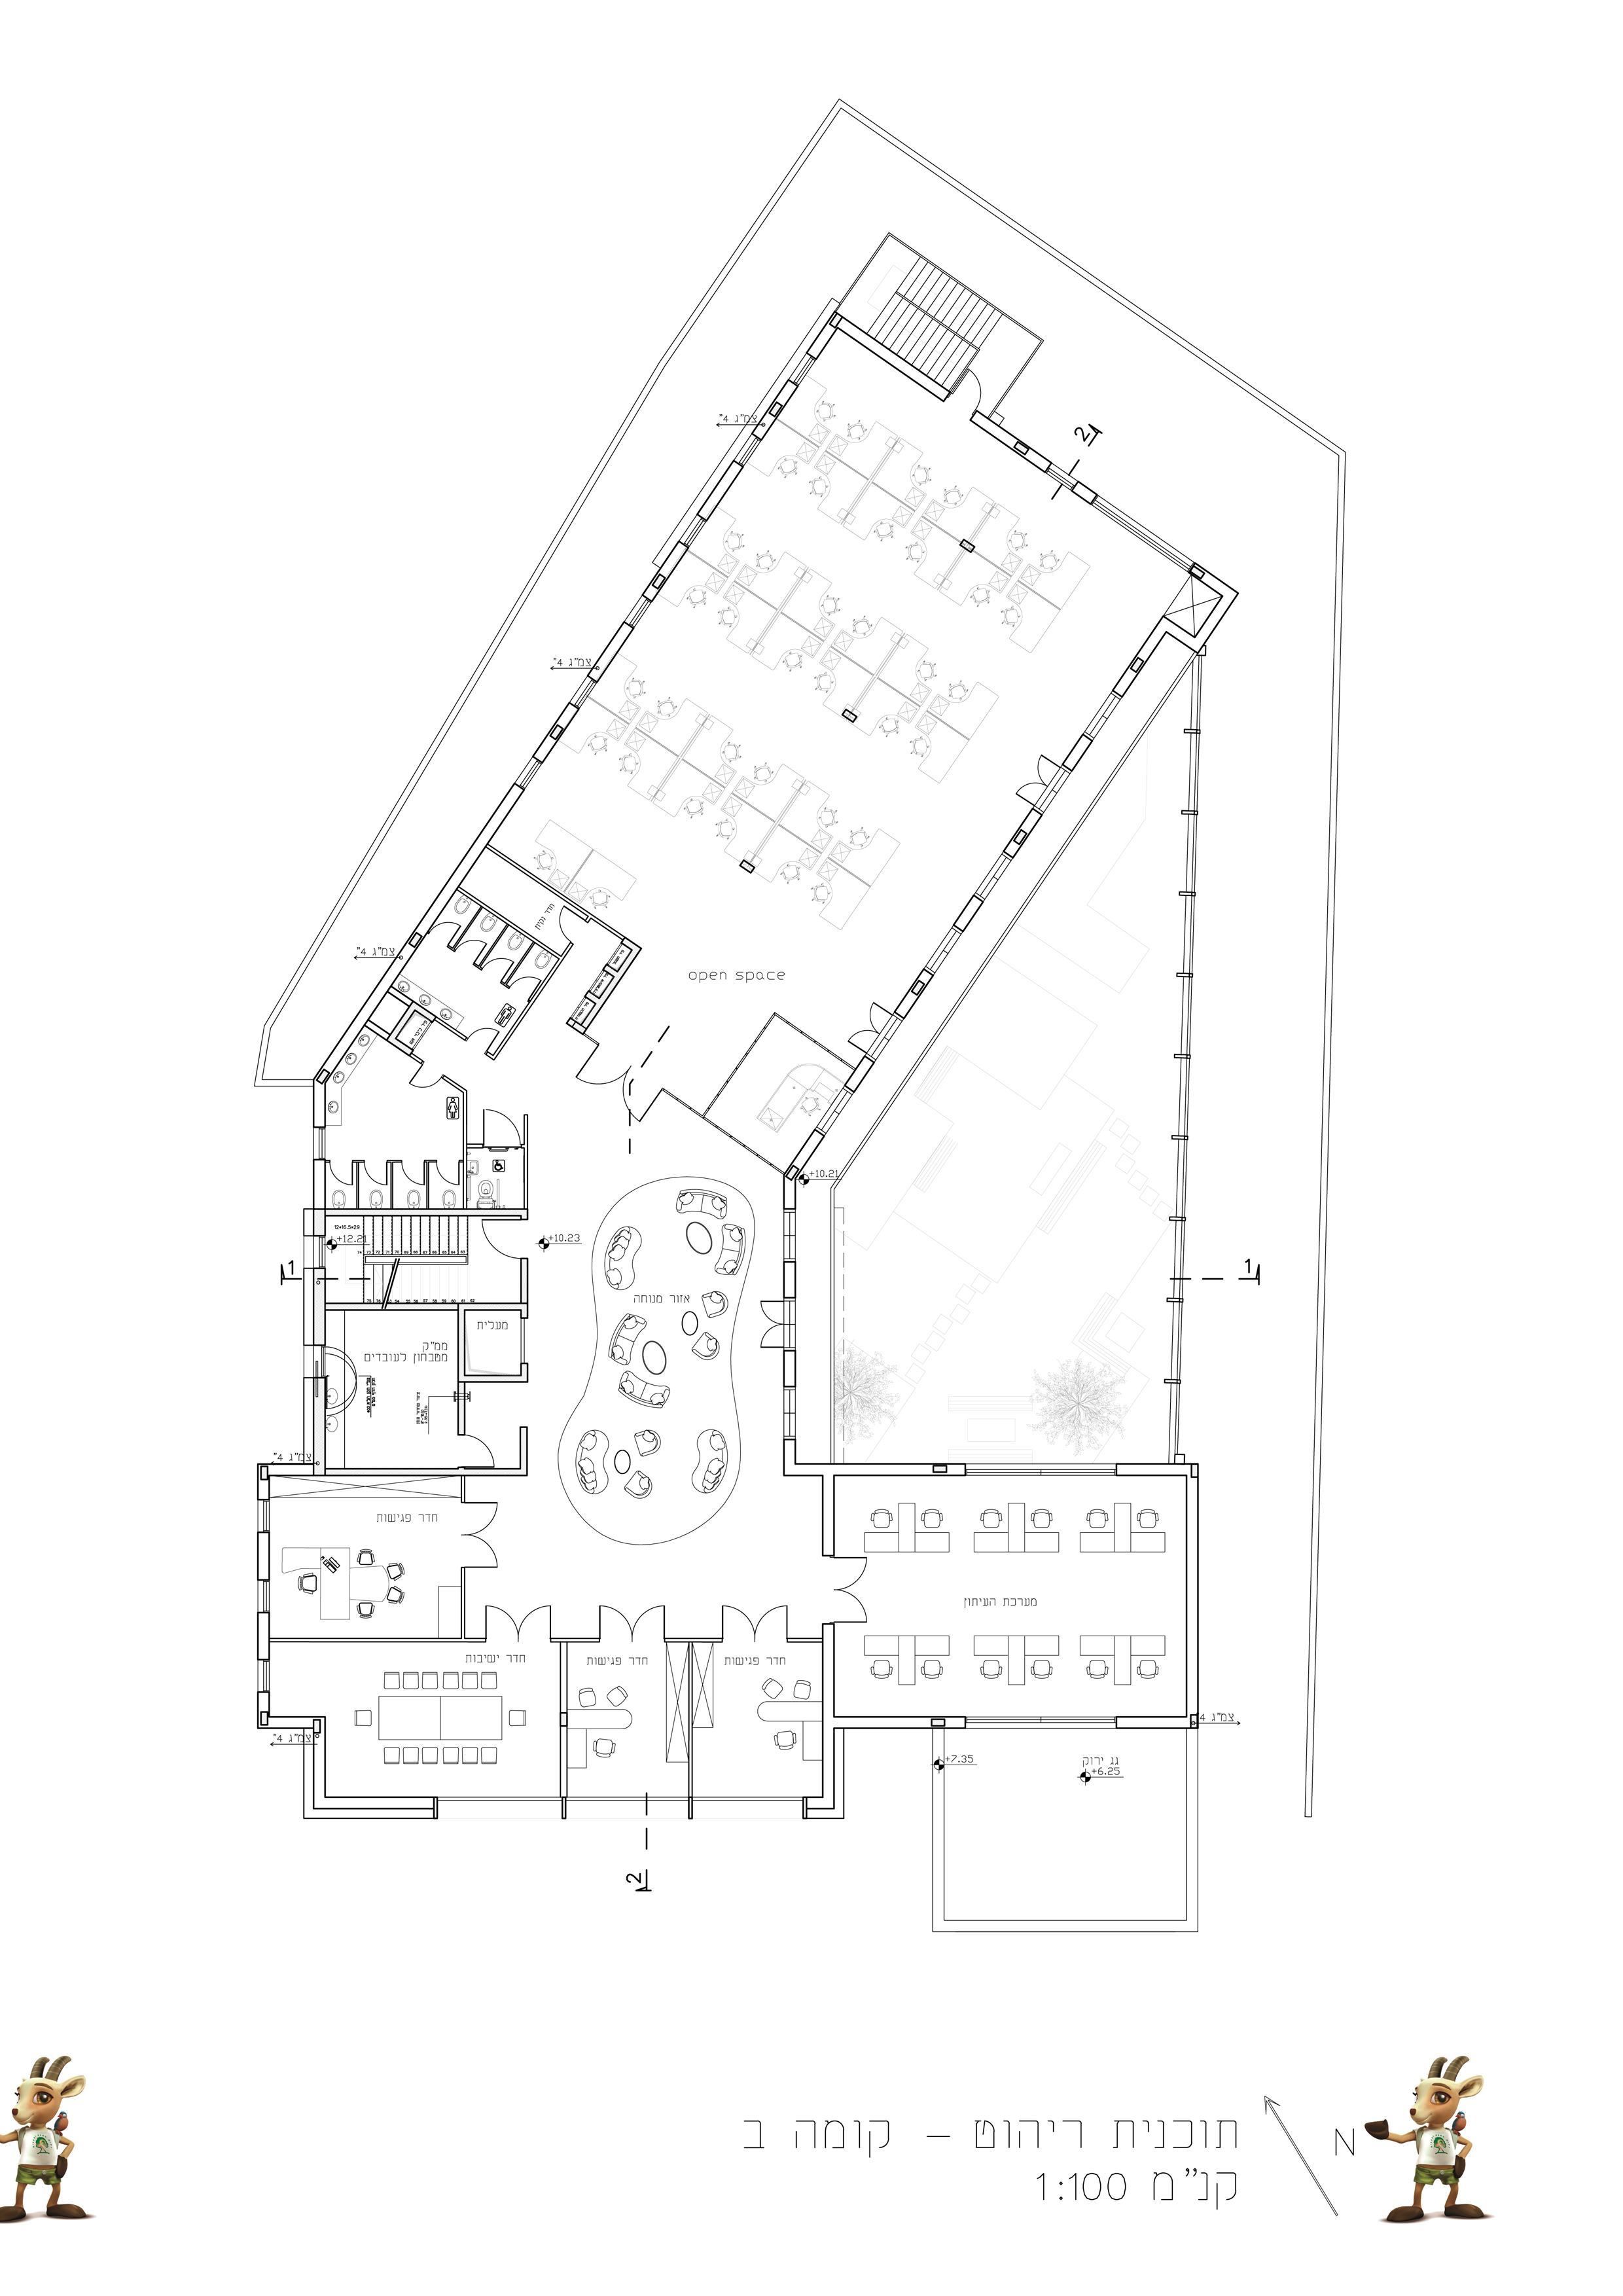 2
צמ"ג 4"
צמ"ג 4"
חדר נקיון
צמ"ג 4"
open space
+10.21
12*16.5*29
+12.21
+10.23
1
1
אזור מנוחה
מעלית
ממ"ק
מטבחון לעובדים
צמ"ג 4"
חדר פגישות
מערכת העיתון
חדר ישיבות
חדר פגישות
חדר פגישות
צמ"ג 4"
צמ"ג 4"
+7.35
גג ירוק
+6.25
2
תוכנית ריהוט – קומה ב
קנ"מ 1:100
N